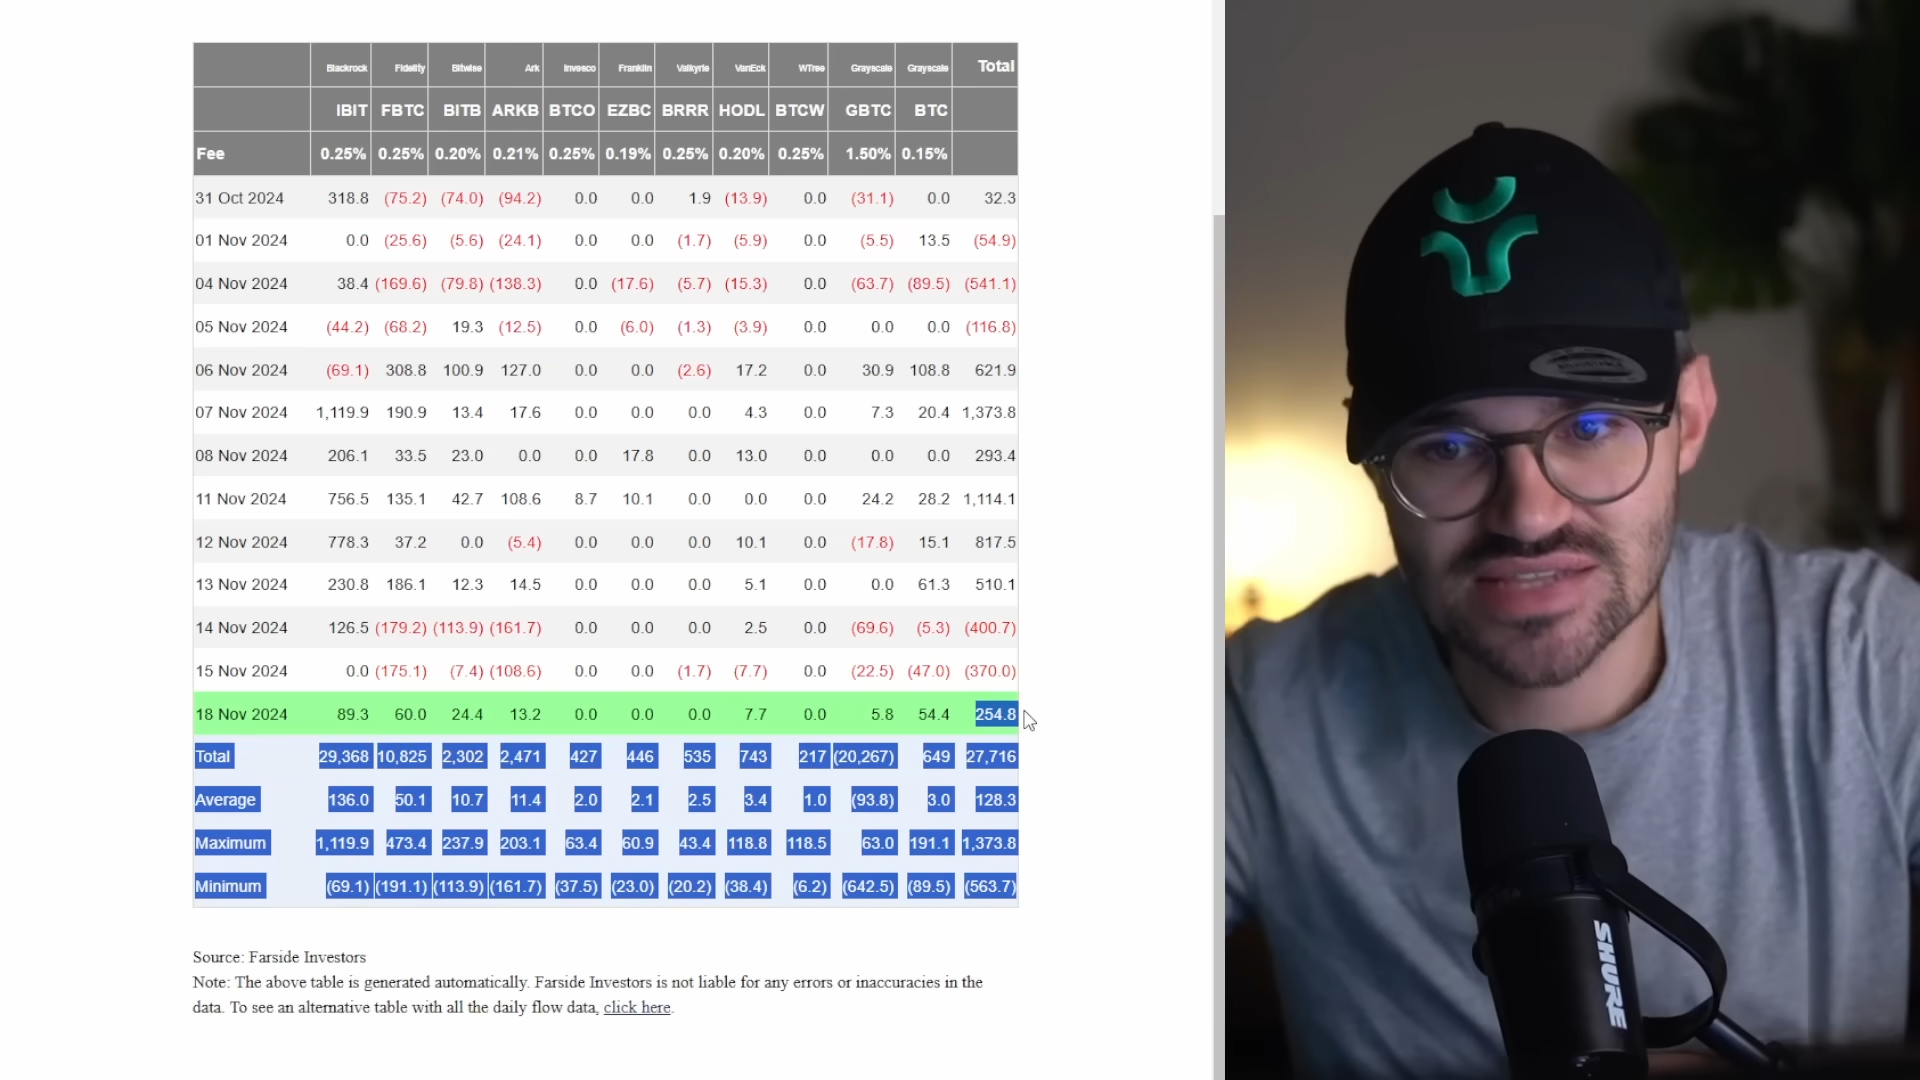 Blackrock Fidelity Bitwise Ark Invesco Franklin Valkyrie VanEck WTree Grayscale Grayscale Total
IBIT FBTC BITB ARKB BTCO EZBC BRRR HODL BTCW GBTC BTC
Fee 0.25% 0.25% 0.20% 0.21% 0.25% 0.19% 0.25% 0.20% 0.25% 1.50% 0.15%
31 Oct 2024 318.8 (75.2) (74.0) (94.2) 0.0 0.0 1.9 (13.9) 0.0 (31.1) 0.0 32.3
01 Nov 2024 0.0 (25.6) (5.6) (24.1) 0.0 0.0 (1.7) (5.9) 0.0 (5.5) 13.5 (54.9)
04 Nov 2024 38.4 (169.6) (79.8) (138.3) 0.0 (17.6) (5.7) (15.3) 0.0 (63.7) (89.5) (541.1)
05 Nov 2024 (44.2) (68.2) 19.3 (12.5) 0.0 (6.0) (1.3) (3.9) 0.0 0.0 0.0 (116.8)
06 Nov 2024 (69.1) 308.8 100.9 127.0 0.0 0.0 (2.6) 17.2 0.0 30.9 108.8 621.9
07 Nov 2024 1,119.9 190.9 13.4 17.6 0.0 0.0 0.0 4.3 0.0 7.3 20.4 1,373.8
08 Nov 2024 206.1 33.5 23.0 0.0 0.0 17.8 0.0 13.0 0.0 0.0 0.0 293.4
11 Nov 2024 756.5 135.1 42.7 108.6 8.7 10.1 0.0 0.0 0.0 24.2 28.2 1,114.1
12 Nov 2024 778.3 37.2 0.0 (5.4) 0.0 0.0 0.0 10.1 0.0 (17.8) 15.1 817.5
13 Nov 2024 230.8 186.1 12.3 14.5 0.0 0.0 0.0 5.1 0.0 0.0 61.3 510.1
14 Nov 2024 126.5 (179.2) (113.9) (161.7) 0.0 0.0 0.0 2.5 0.0 (69.6) (5.3) (400.7)
15 Nov 2024 0.0 (175.1) (7.4) (108.6) 0.0 0.0 (1.7) (7.7) 0.0 (22.5) (47.0) (370.0)
18 Nov 2024 89.3 60.0 24.4 13.2 0.0 0.0 0.0 7.7 0.0 5.8 54.4 254.8
Total 29,368 10,825 2,302 2,471 427 446 535 743 217 (20,267) 649 27,716
Average 136.0 50.1 10.7 11.4 2.0 2.1 2.5 3.4 1.0 (93.8) 3.0 128.3
Maximum 1,119.9 473.4 237.9 203.1 63.4 60.9 43.4 118.8 118.5 63.0 191.1 1,373.8
Minimum (69.1) (191.1) (113.9) (161.7) (37.5) (23.0) (20.2) (38.4) (6.2) (642.5) (89.5) (563.7)
Source: Farside Investors
Note: The above table is generated automatically. Farside Investors is not liable for any errors or inaccuracies in the
data. To see an alternative table with all the daily flow data, click here.
SHURE